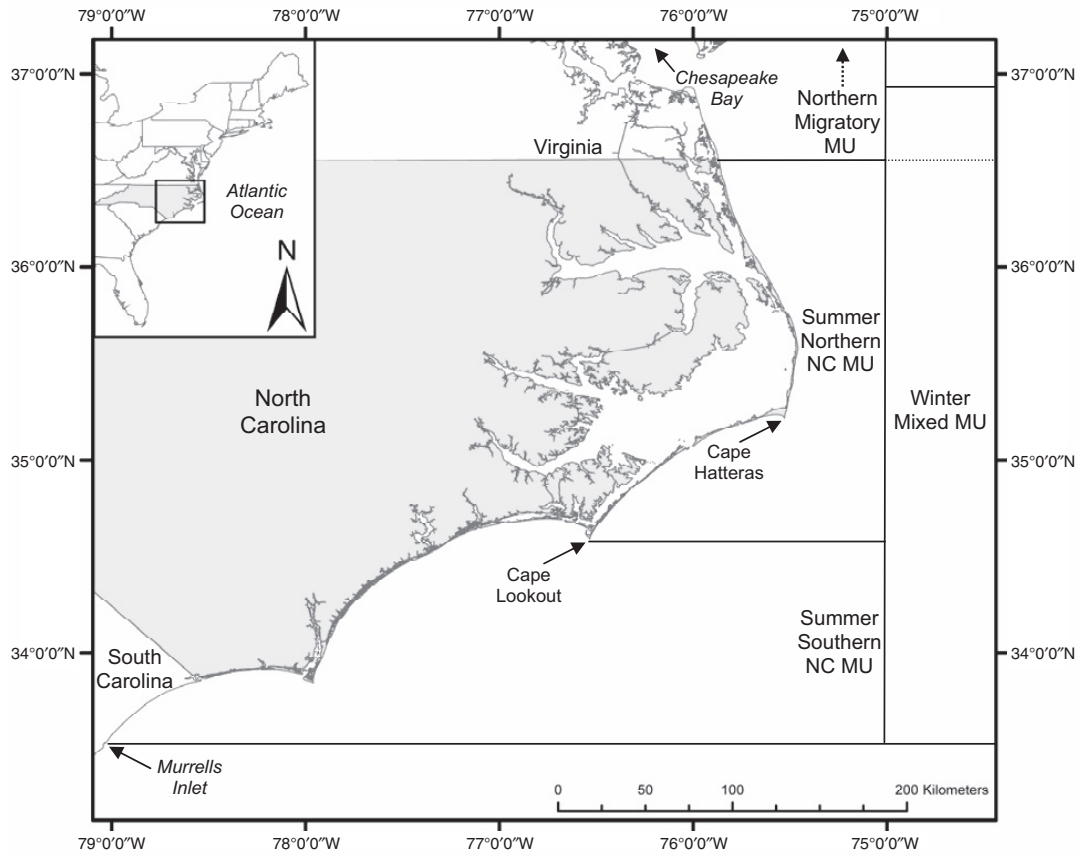 79°0'0"W 78°0'0"W 77°0'0"W 76°0'0"W 75°0'0"W
37°0'0"N
36°0'0"N
35°0'0"N
34°0'0"N
Atlantic
Ocean
N
Chesapeake
Bay
Northern
Migratory
MU
Virginia
Summer
Northern
NC MU
North
Carolina
Winter
Mixed MU
Cape
Hatteras
Cape
Lookout
Summer
Southern
NC MU
South
Carolina
Murrells
Inlet
0 50 100 200 Kilometers
37°0'0"N
36°0'0"N
35°0'0"N
34°0'0"N
79°0'0"W 78°0'0"W 77°0'0"W 76°0'0"W 75°0'0"W